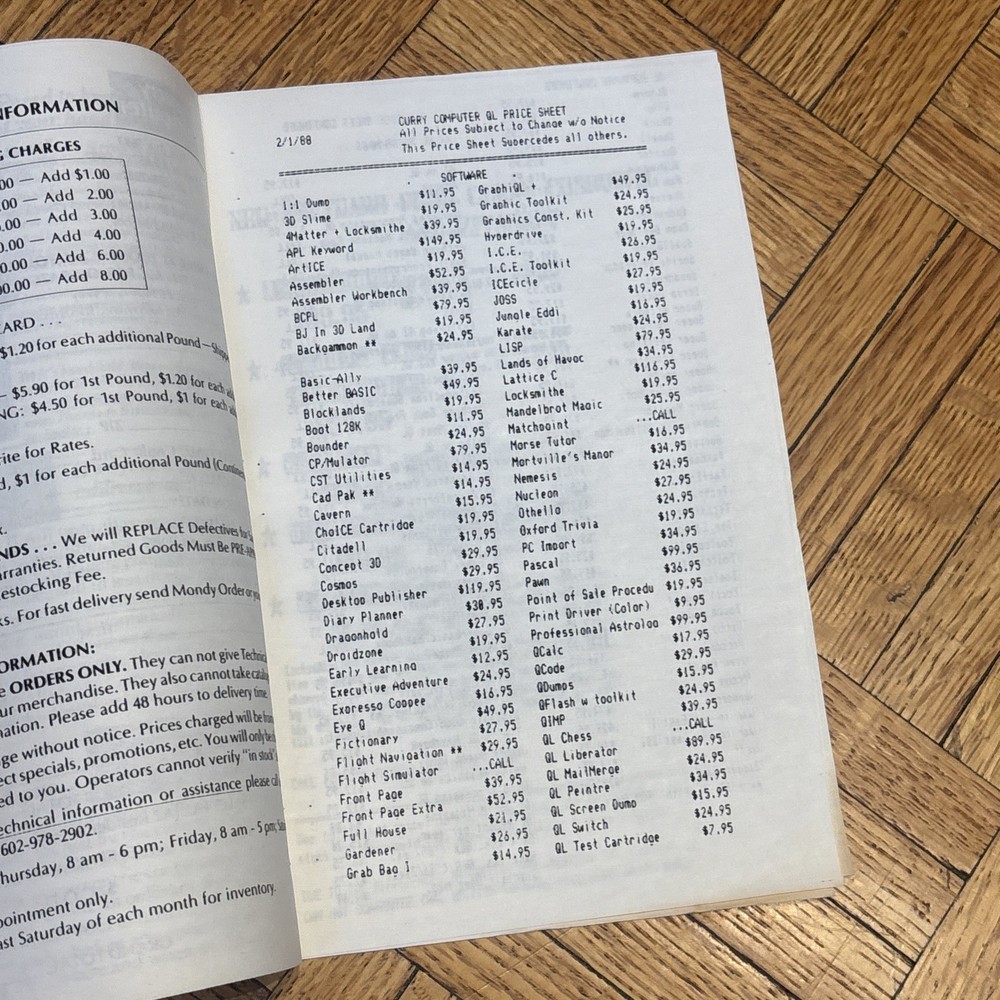 NFORMATION
G CHARGES
00 — Add $1.00
.00 — Add 2.00
0.00 — Add 3.00
0.00 — Add 4.00
0.00 — Add 6.00
00.00 — Add 8.00
ARD . . .
$1.20 for each additional Pound —
— $5.90 for 1st Pound, $1.20 for each
NG: $4.50 for 1st Pound, $1 for each
rite for Rates.
d, $1 for each additional Pound
NDS . . . We will REPLACE Defectives for
arranties. Returned Goods Must Be
estocking Fee.
ks. For fast delivery send Mondy Order or
ORMATION:
e ORDERS ONLY. They can not give
ur merchandise. They also cannot take
ation. Please add 48 hours to delivery time.
ge without notice. Prices charged will be
ect specials, promotions, etc. You will only
ed to you. Operators cannot verify "in stock"
echnical information or assistance please
602-978-2902.
hursday, 8 am - 6 pm; Friday, 8 am - 5 pm;
pointment only.
ast Saturday of each month for inventory.
2/1/88
CURRY COMPUTER QL PRICE SHEET
All Prices Subject to Change w/o Notice
This Price Sheet Supercedes all others.
SOFTWARE
1:1 Dump $11.95
3D Slime $19.95
4Matter + Locksmithe $39.95
APL Keyword $149.95
ArtICE $19.95
Assembler $52.95
Assembler Workbench $39.95
BCPL $79.95
BJ In 3D Land $19.95
Backgammon ** $24.95
Basic-Ally $39.95
Better BASIC $49.95
Blocklands $19.95
Boot 128K $11.95
Bounder $24.95
CP/Mulator $79.95
CST Utilities $14.95
Cad Pak ** $14.95
Cavern $15.95
ChoICE Cartridge $19.95
Citadell $19.95
Concept 3D $29.95
Cosmos $29.95
Desktop Publisher $119.95
Diary Planner $38.95
Dragonhold $27.95
Droidzone $19.95
Early Learning $12.95
Executive Adventure $24.95
Expresso Coopee $16.95
Eye Q $49.95
Fictionary $27.95
Flight Navigation ** $29.95
Flight Simulator ...CALL
Front Page $39.95
Front Page Extra $52.95
Full House $21.95
Gardener $26.95
Grab Bag I $14.95
GraphiQL + $49.95
Graphic Toolkit $24.95
Graphics Const. Kit $25.95
Hyperdrive $19.95
I.C.E. $26.95
I.C.E. Toolkit $19.95
ICEcicle $27.95
JOSS $19.95
Jungle Eddi $16.95
Karate $24.95
LISP $79.95
Lands of Havoc $34.95
Lattice C $116.95
Locksmithe $19.95
Mandelbrot Magic $25.95
Matchpoint ...CALL
Morse Tutor $16.95
Mortville's Manor $34.95
Nemesis $24.95
Nucleon $27.95
Othello $24.95
Oxford Trivia $19.95
PC Import $34.95
Pascal $99.95
Pawn $36.95
Point of Sale Procedu $19.95
Print Driver (Color) $9.95
Professional Astrolog $99.95
QCalc $17.95
QCode $29.95
QDumps $15.95
QFlash w toolkit $24.95
QIMP $39.95
QL Chess ...CALL
QL Liberator $89.95
QL MailMerge $24.95
QL Peintre $34.95
QL Screen Dump $15.95
QL Switch $24.95
QL Test Cartridge $7.95